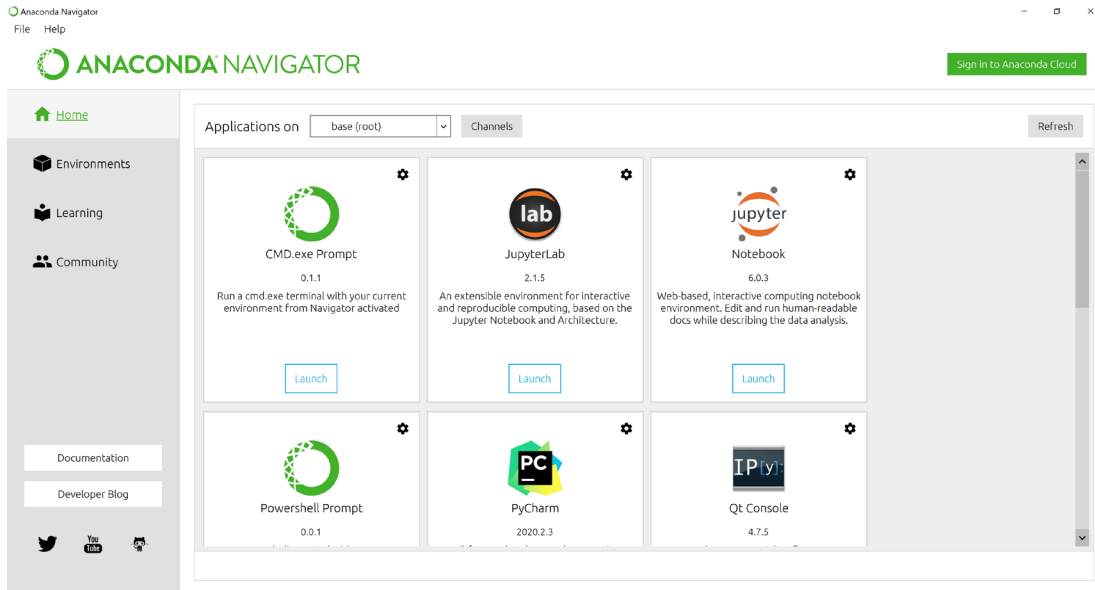 Anaconda Navigator
File Help
ANACONDA NAVIGATOR
Sign in to Anaconda Cloud
Home
Environments
Learning
Community
Documentation
Developer Blog
You
Tube
Applications on base (root) Channels Refresh
CMD.exe Prompt
0.1.1
Run a cmd.exe terminal with your current
environment from Navigator activated
Launch
lab
JupyterLab
2.1.5
An extensible environment for interactive
and reproducible computing, based on the
Jupyter Notebook and Architecture.
Launch
jupyter
Notebook
6.0.3
Web-based, interactive computing notebook
environment. Edit and run human-readable
docs while describing the data analysis.
Launch
Powershell Prompt
0.0.1
PC
PyCharm
2020.2.3
IP[y]:
Qt Console
4.7.5